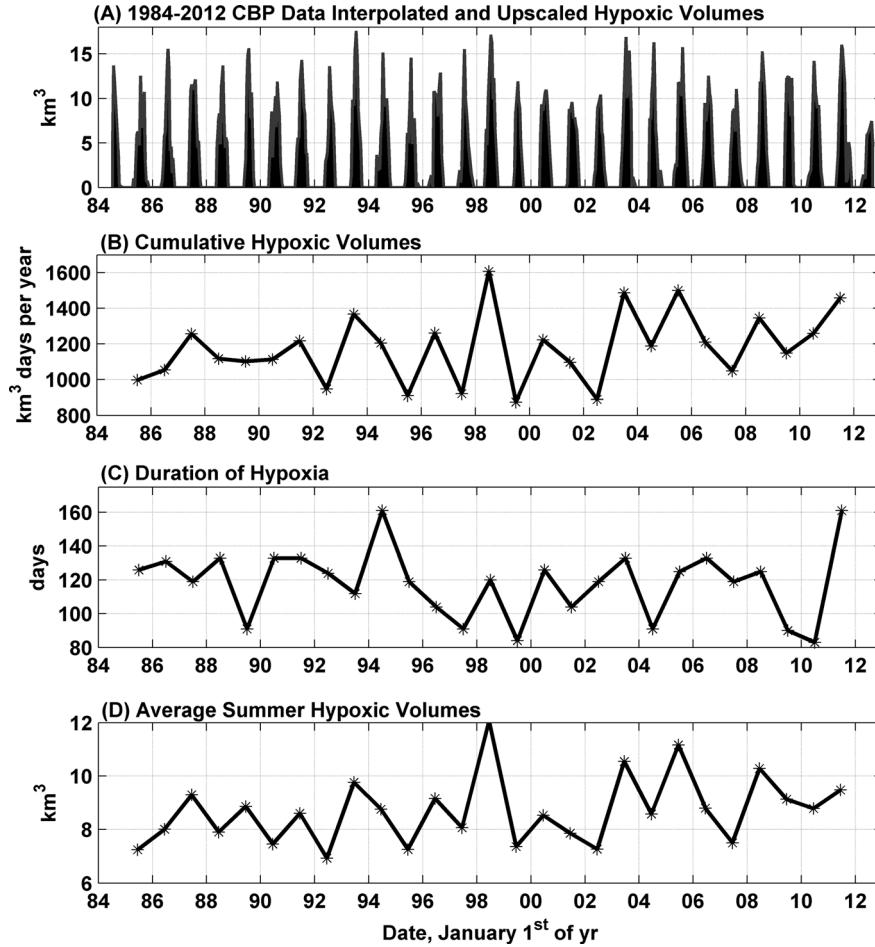 (A) 1984-2012 CBP Data Interpolated and Upscaled Hypoxic Volumes
km³
15
10
5
0
84 86 88 90 92 94 96 98 00 02 04 06 08 10 12
(B) Cumulative Hypoxic Volumes
km³ days per year
1600
1400
1200
1000
800
84 86 88 90 92 94 96 98 00 02 04 06 08 10 12
(C) Duration of Hypoxia
days
160
140
120
100
80
84 86 88 90 92 94 96 98 00 02 04 06 08 10 12
(D) Average Summer Hypoxic Volumes
km³
12
10
8
6
84 86 88 90 92 94 96 98 00 02 04 06 08 10 12
Date, January 1st of yr